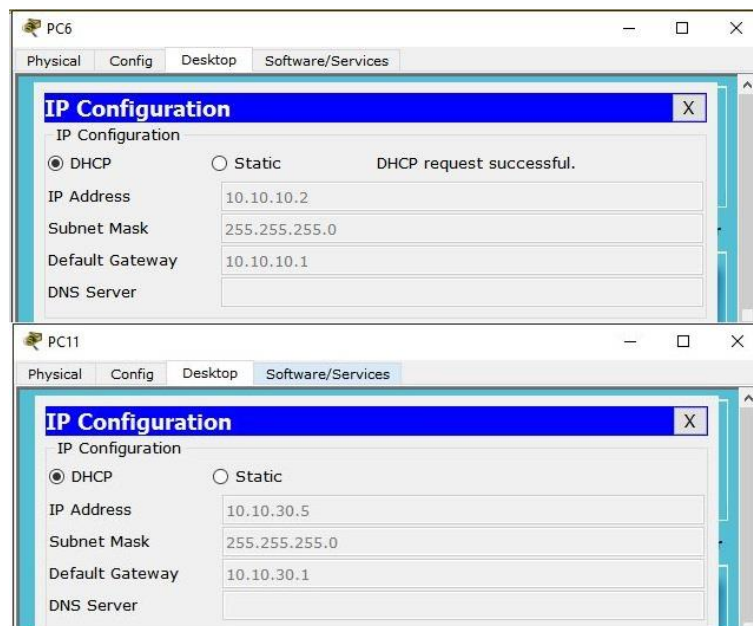 PC6
Physical Config Desktop Software/Services
IP Configuration X
IP Configuration
DHCP Static DHCP request successful.
IP Address 10.10.10.2
Subnet Mask 255.255.255.0
Default Gateway 10.10.10.1
DNS Server
PC11
Physical Config Desktop Software/Services
IP Configuration X
IP Configuration
DHCP Static
IP Address 10.10.30.5
Subnet Mask 255.255.255.0
Default Gateway 10.10.30.1
DNS Server